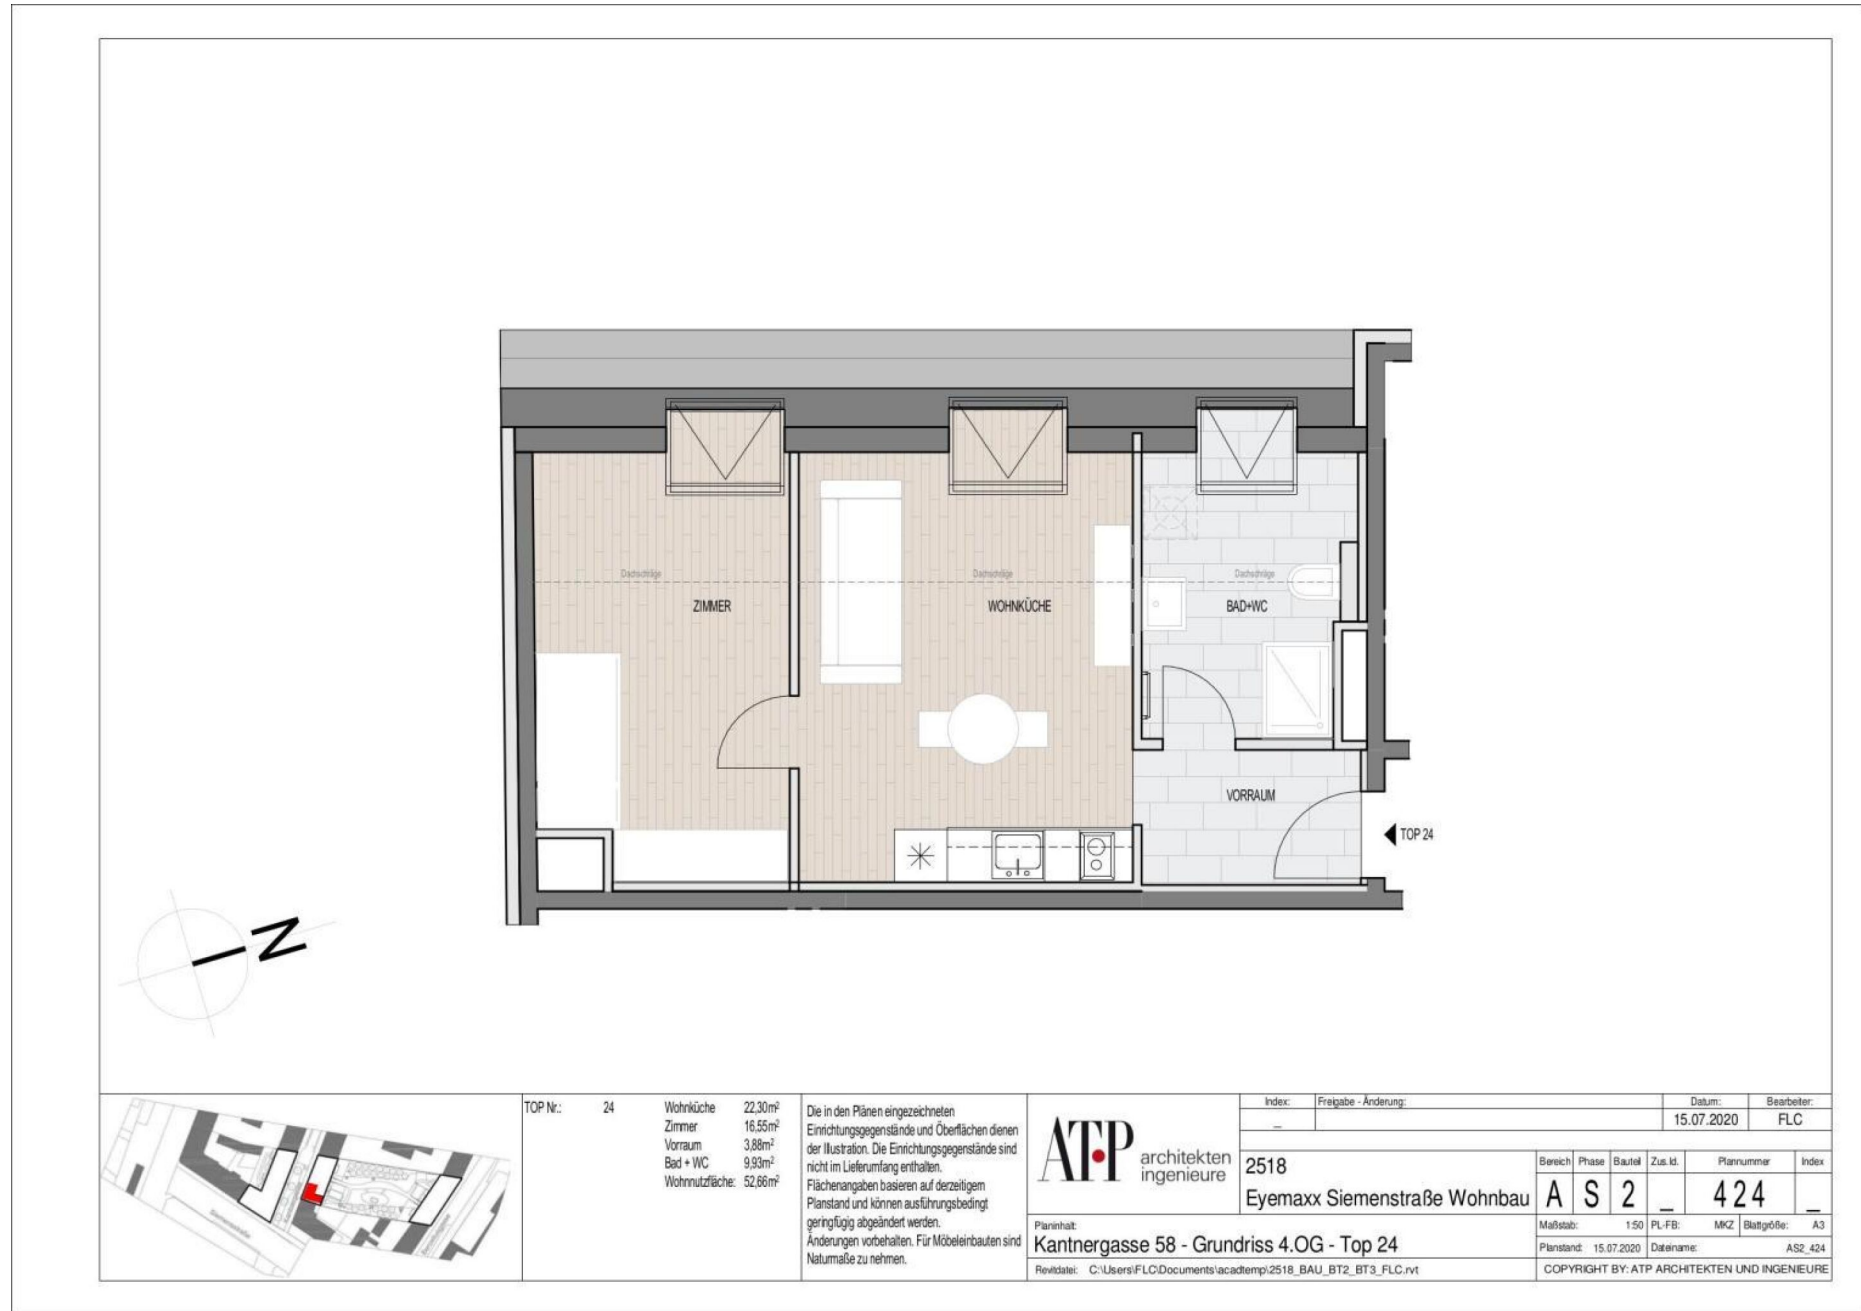 Dachschräge
Dachschräge
Dachschräge
ZIMMER
WOHNKÜCHE
BAD+WC
VORRAUM
TOP 24
N
Siemensstraße
TOP Nr.: 24
Wohnküche 22,30m²
Zimmer 16,55m²
Vorraum 3,88m²
Bad + WC 9,93m²
Wohnnutzfläche: 52,66m²
Die in den Plänen eingezeichneten
Einrichtungsgegenstände und Oberflächen dienen
der Illustration. Die Einrichtungsgegenstände sind
nicht im Lieferumfang enthalten.
Flächenangaben basieren auf derzeitigem
Planstand und können ausführungsbedingt
geringfügig abgeändert werden.
Änderungen vorbehalten. Für Möbeleinbauten sind
Naturmaße zu nehmen.
ATP architekten
ingenieure
Index: Freigabe - Änderung: Datum: Bearbeiter:
_ 15.07.2020 FLC
2518
Eyemaxx Siemenstraße Wohnbau
Bereich Phase Bauteil Zus.Id. Plannummer Index
A S 2 _ 424 _
Maßstab: 1:50 PL-FB: MKZ Blattgröße: A3
Planstand: 15.07.2020 Dateiname: AS2_424
Planinhalt:
Kantnergasse 58 - Grundriss 4.OG - Top 24
Revitdatei: C:\Users\FLC\Documents\acadtemp\2518_BAU_BT2_BT3_FLC.rvt
COPYRIGHT BY: ATP ARCHITEKTEN UND INGENIEURE